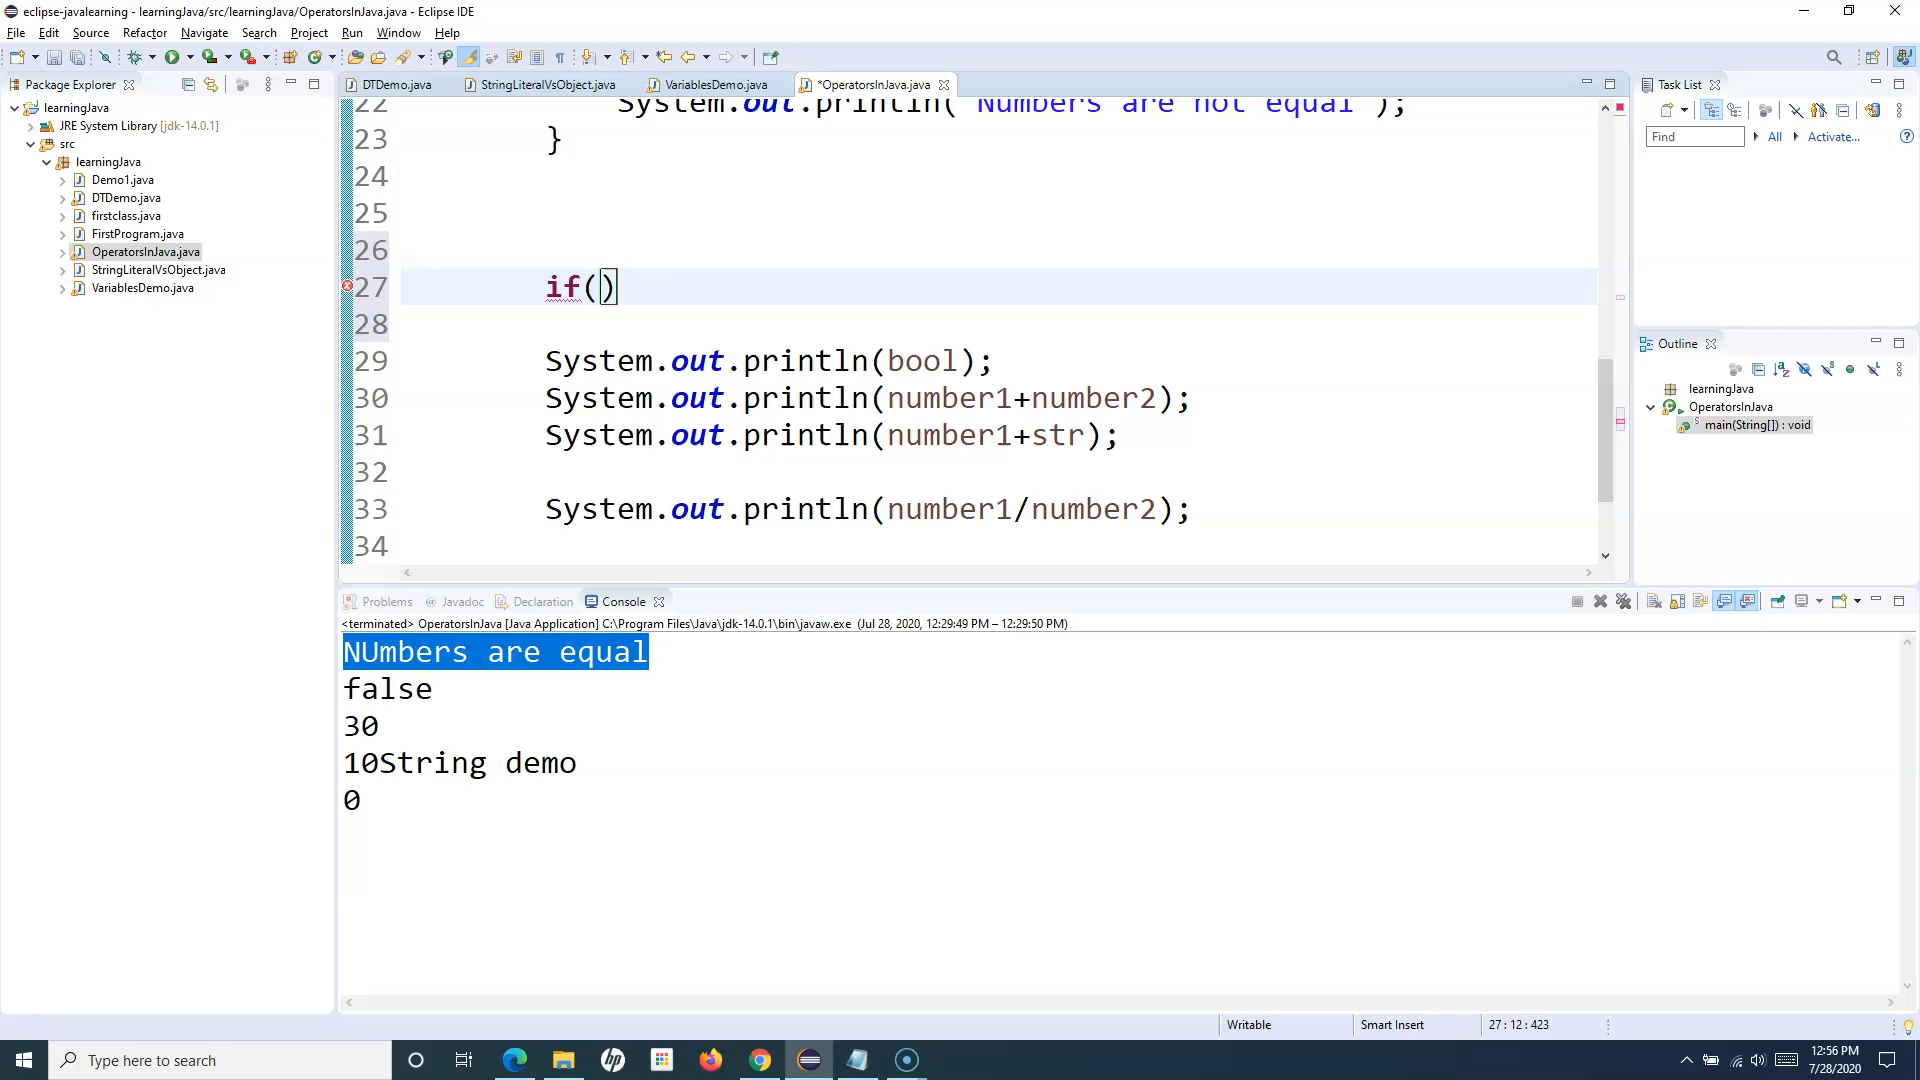 eclipse-javalearning - learningJava/src/learningJava/OperatorsInJava.java - Eclipse IDE
File Edit Source Refactor Navigate Search Project Run Window Help
Package Explorer
learningJava
JRE System Library [jdk-14.0.1]
src
learningJava
Demo1.java
DTDemo.java
firstclass.java
FirstProgram.java
OperatorsInJava.java
StringLiteralVsObject.java
VariablesDemo.java
DTDemo.java StringLiteralVsObject.java VariablesDemo.java *OperatorsInJava.java
22 System.out.println("Numbers are not equal");
23 }
24
25
26
27 if()
28
29 System.out.println(bool);
30 System.out.println(number1+number2);
31 System.out.println(number1+str);
32
33 System.out.println(number1/number2);
34
Task List
Find All Activate...
Outline
learningJava
OperatorsInJava
main(String[]) : void
Problems @ Javadoc Declaration Console
<terminated> OperatorsInJava [Java Application] C:\Program Files\Java\jdk-14.0.1\bin\javaw.exe (Jul 28, 2020, 12:29:49 PM – 12:29:50 PM)
NUmbers are equal
false
30
10String demo
0
Writable Smart Insert 27 : 12 : 423
Type here to search
hp
12:56 PM
7/28/2020